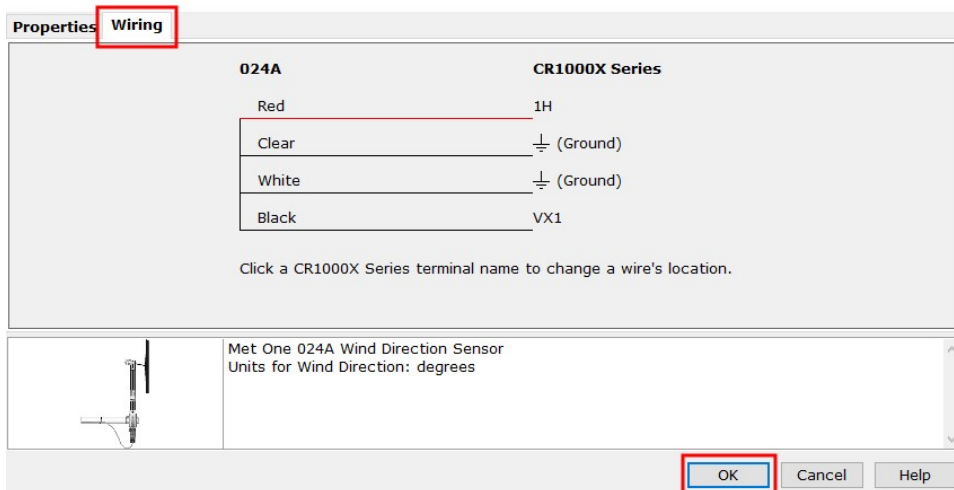 Properties Wiring
024A CR1000X Series
Red 1H
Clear ⏚ (Ground)
White ⏚ (Ground)
Black VX1
Click a CR1000X Series terminal name to change a wire's location.
Met One 024A Wind Direction Sensor
Units for Wind Direction: degrees
OK Cancel Help